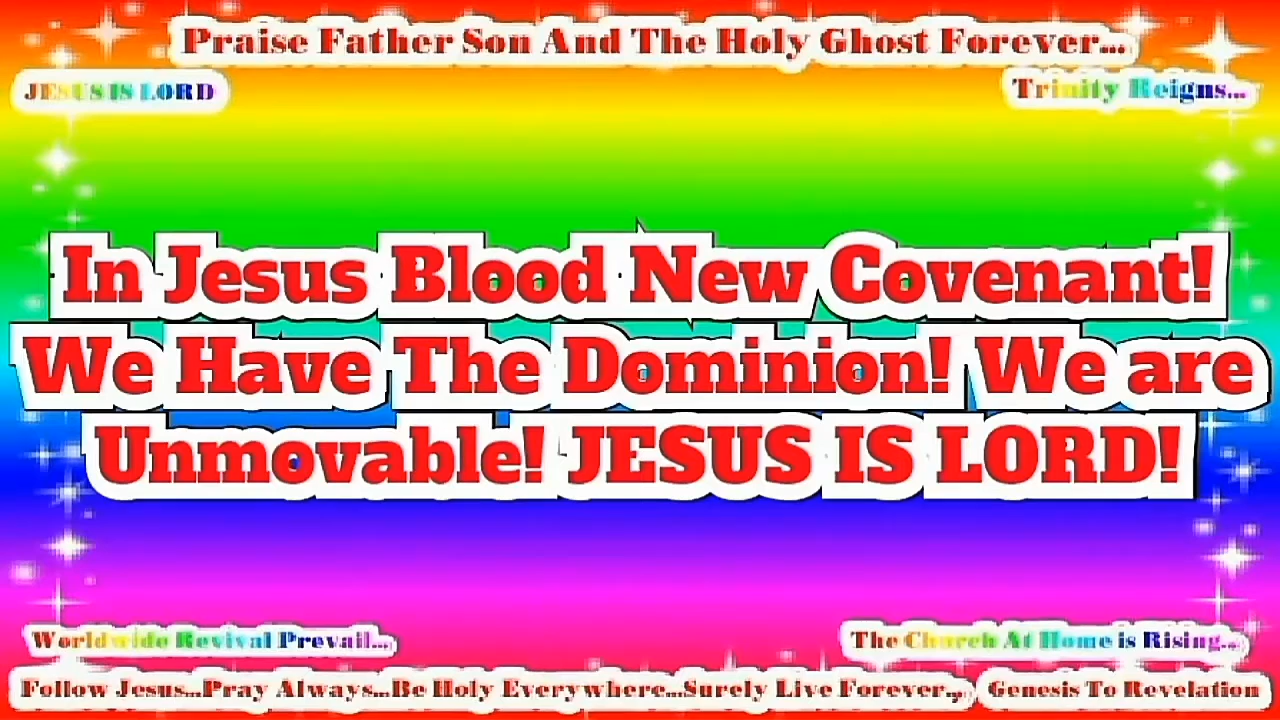 Praise Father Son And The Holy Ghost Forever...
JESUS IS LORD
Trinity Reigns...
In Jesus Blood New Covenant!
We Have The Dominion! We are
Unmovable! JESUS IS LORD!
Worldwide Revival Prevail...
The Church At Home is Rising...
Follow Jesus...Pray Always...Be Holy Everywhere...Surely Live Forever...
Genesis To Revelation